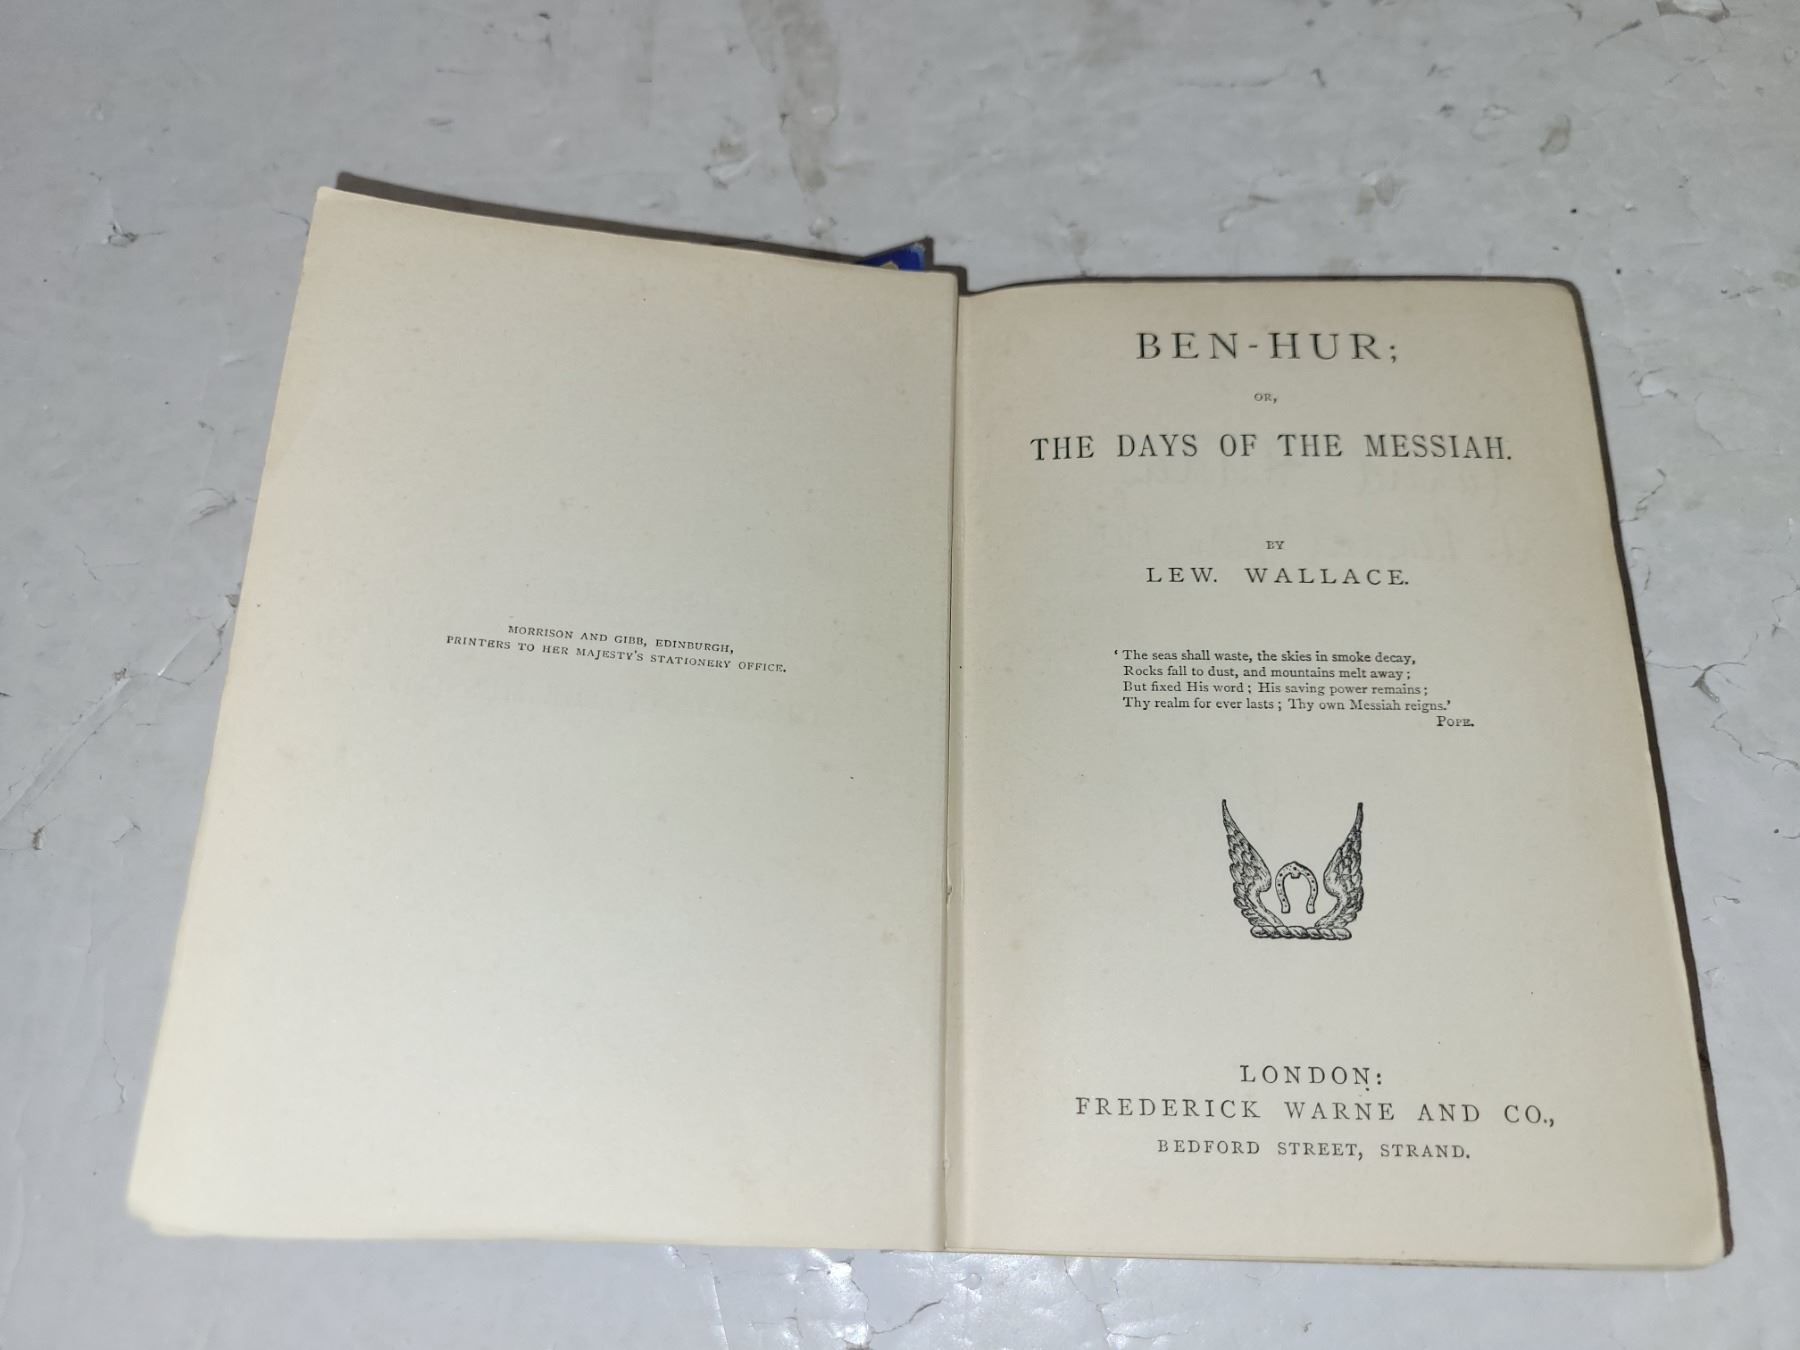 MORRISON AND GIBB, EDINBURGH,
PRINTERS TO HER MAJESTY'S STATIONERY OFFICE.
BEN-HUR;
OR,
THE DAYS OF THE MESSIAH.
BY
LEW. WALLACE.
‘The seas shall waste, the skies in smoke decay,
Rocks fall to dust, and mountains melt away;
But fixed His word; His saving power remains;
Thy realm for ever lasts; Thy own Messiah reigns.’
POPE.
LONDON:
FREDERICK WARNE AND CO.,
BEDFORD STREET, STRAND.